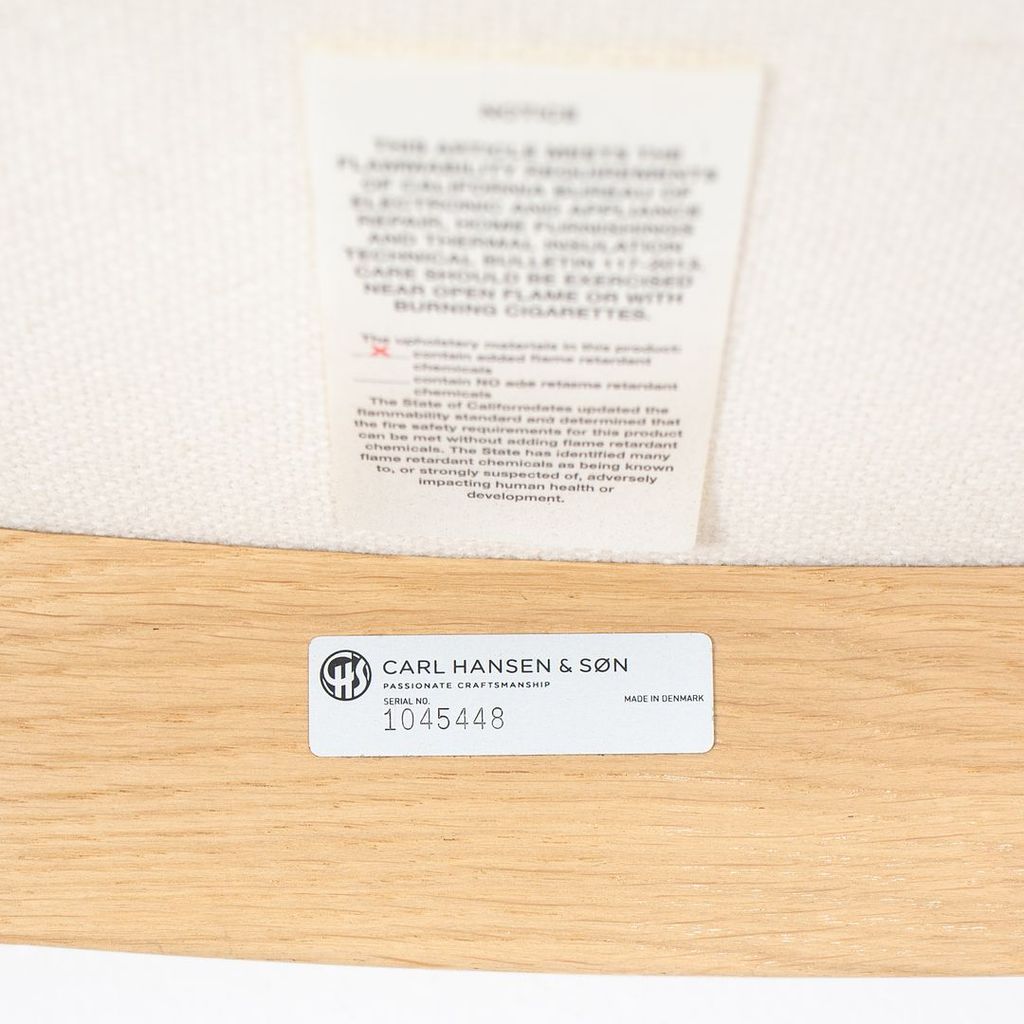 NOTICE
THIS ARTICLE MEETS THE
FLAMMABILITY REQUIREMENTS
OF CALIFORNIA BUREAU OF
ELECTRONIC AND APPLIANCE
REPAIR, HOME FURNISHINGS
AND THERMAL INSULATION
TECHNICAL BULLETIN 117-2013.
CARE SHOULD BE EXERCISED
NEAR OPEN FLAME OR WITH
BURNING CIGARETTES.
The upholstery materials in this product:
X contain added flame retardant
chemicals
contain NO retardant
chemicals
The State of updated the
flammability standard and determined that
the fire safety requirements for this product
can be met without adding flame retardant
chemicals. The State has identified many
flame retardant chemicals as being known
to, or strongly suspected of, adversely
impacting human health or
development.
CHS
CARL HANSEN & SØN
PASSIONATE CRAFTSMANSHIP
SERIAL NO.
MADE IN DENMARK
1045448